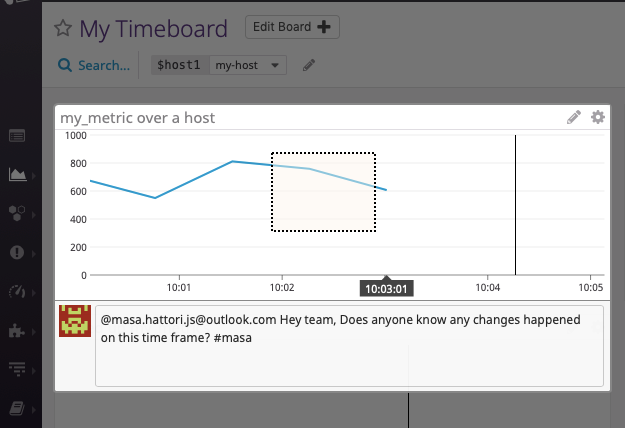 My Timeboard
Edit Board +
Search...
$host1 my-host
my_metric over a host
1000
800
600
400
200
0
10:01 10:02 10:03:01 10:04 10:05
@masa.hattori.js@outlook.com Hey team, Does anyone know any changes happened
on this time frame? #masa